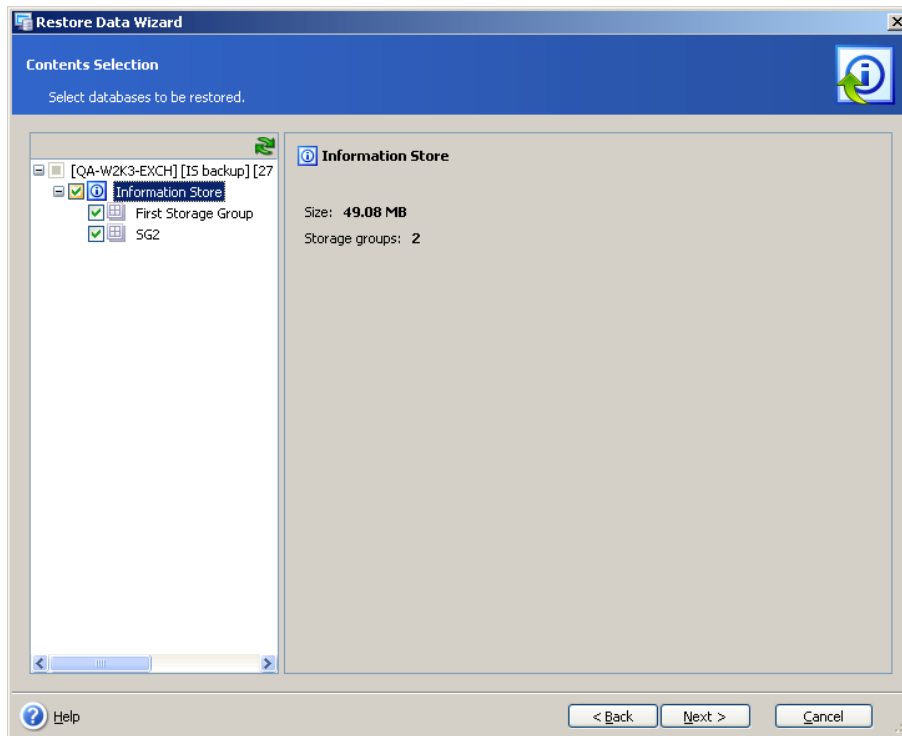 Restore Data Wizard
Contents Selection
Select databases to be restored.
[QA-W2K3-EXCH] [IS backup] [27
Information Store
First Storage Group
SG2
Information Store
Size: 49.08 MB
Storage groups: 2
Help
< Back
Next >
Cancel